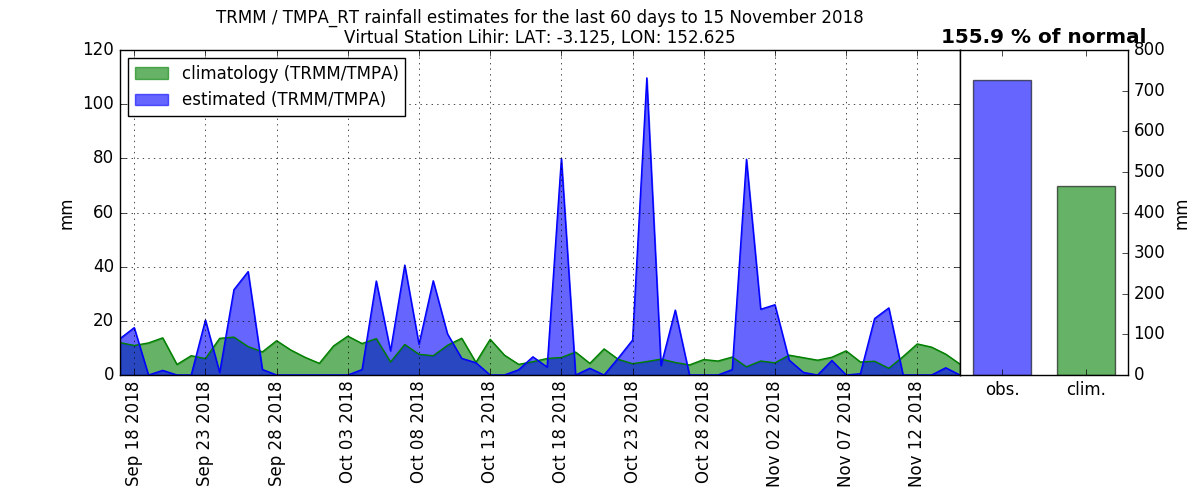 TRMM / TMPA_RT rainfall estimates for the last 60 days to 15 November 2018
Virtual Station Lihir: LAT: -3.125, LON: 152.625
155.9 % of normal
climatology (TRMM/TMPA)
estimated (TRMM/TMPA)
120
100
80
60
40
20
0
mm
Sep 18 2018
Sep 23 2018
Sep 28 2018
Oct 03 2018
Oct 08 2018
Oct 13 2018
Oct 18 2018
Oct 23 2018
Oct 28 2018
Nov 02 2018
Nov 07 2018
Nov 12 2018
800
700
600
500
400
300
200
100
0
mm
obs.
clim.